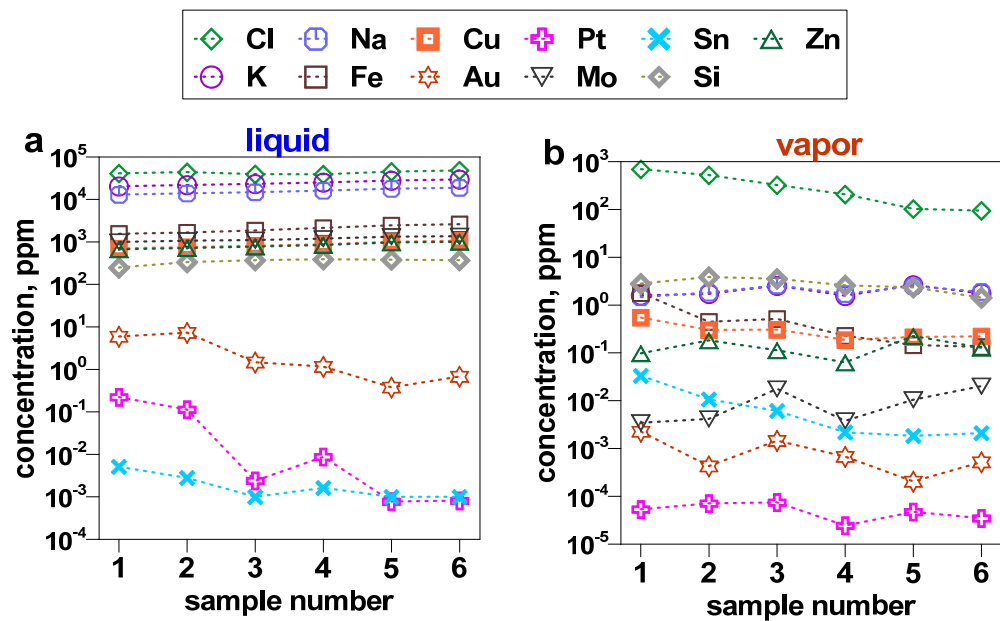 Cl Na Cu Pt Sn Zn
K Fe Au Mo Si
a liquid
b vapor
concentration, ppm
10^5
10^4
10^3
10^2
10^1
10^0
10^-1
10^-2
10^-3
10^-4
1 2 3 4 5 6
sample number
concentration, ppm
10^3
10^2
10^1
10^0
10^-1
10^-2
10^-3
10^-4
10^-5
1 2 3 4 5 6
sample number